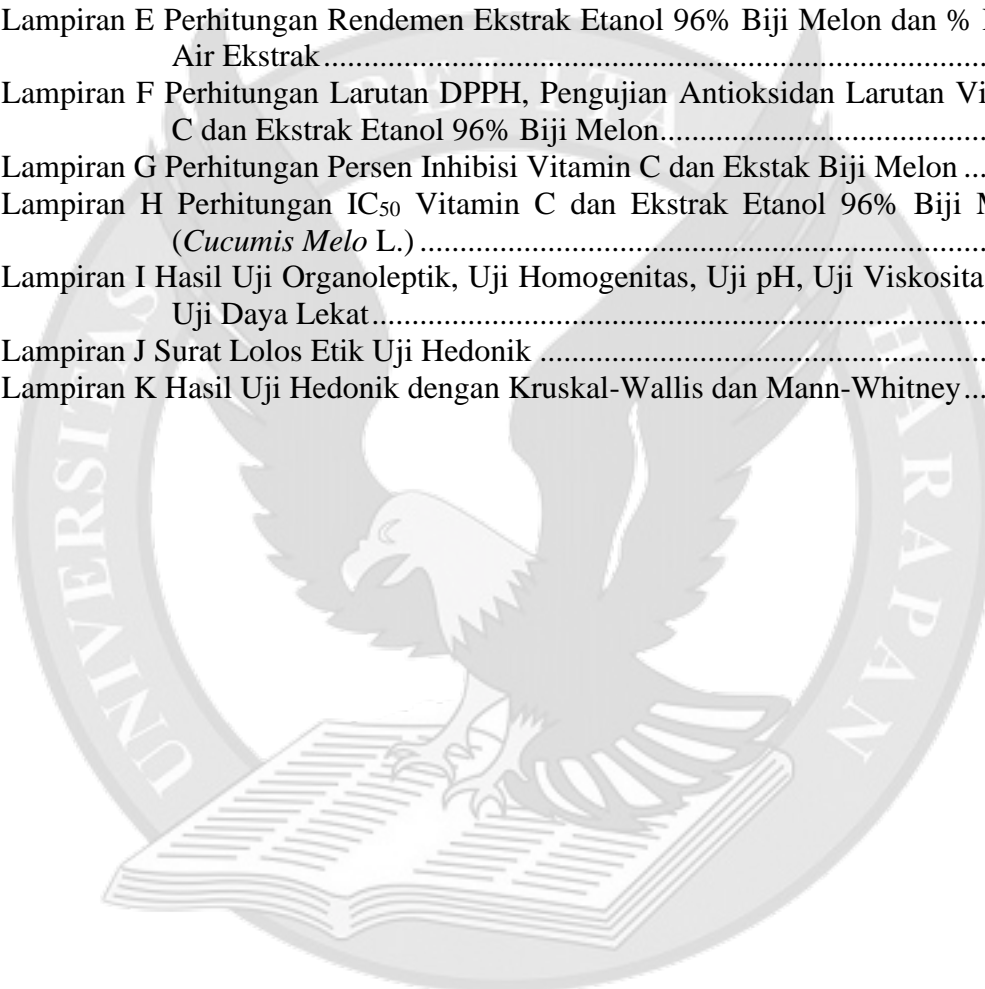 Lampiran E Perhitungan Rendemen Ekstrak Etanol 96% Biji Melon dan %
Air Ekstrak..........
Lampiran F Perhitungan Larutan DPPH, Pengujian Antioksidan Larutan
C dan Ekstrak Etanol 96% Biji Melon..........
Lampiran G Perhitungan Persen Inhibisi Vitamin C dan Ekstak Biji Melon ...
Lampiran H Perhitungan IC50 Vitamin C dan Ekstrak Etanol 96% Biji
(Cucumis Melo L.) ..........
Lampiran I Hasil Uji Organoleptik, Uji Homogenitas, Uji pH, Uji Viskosita
Uji Daya Lekat..........
Lampiran J Surat Lolos Etik Uji Hedonik ..........
Lampiran K Hasil Uji Hedonik dengan Kruskal-Wallis dan Mann-Whitney...
UNIVERSITAS PELITA HARAPAN